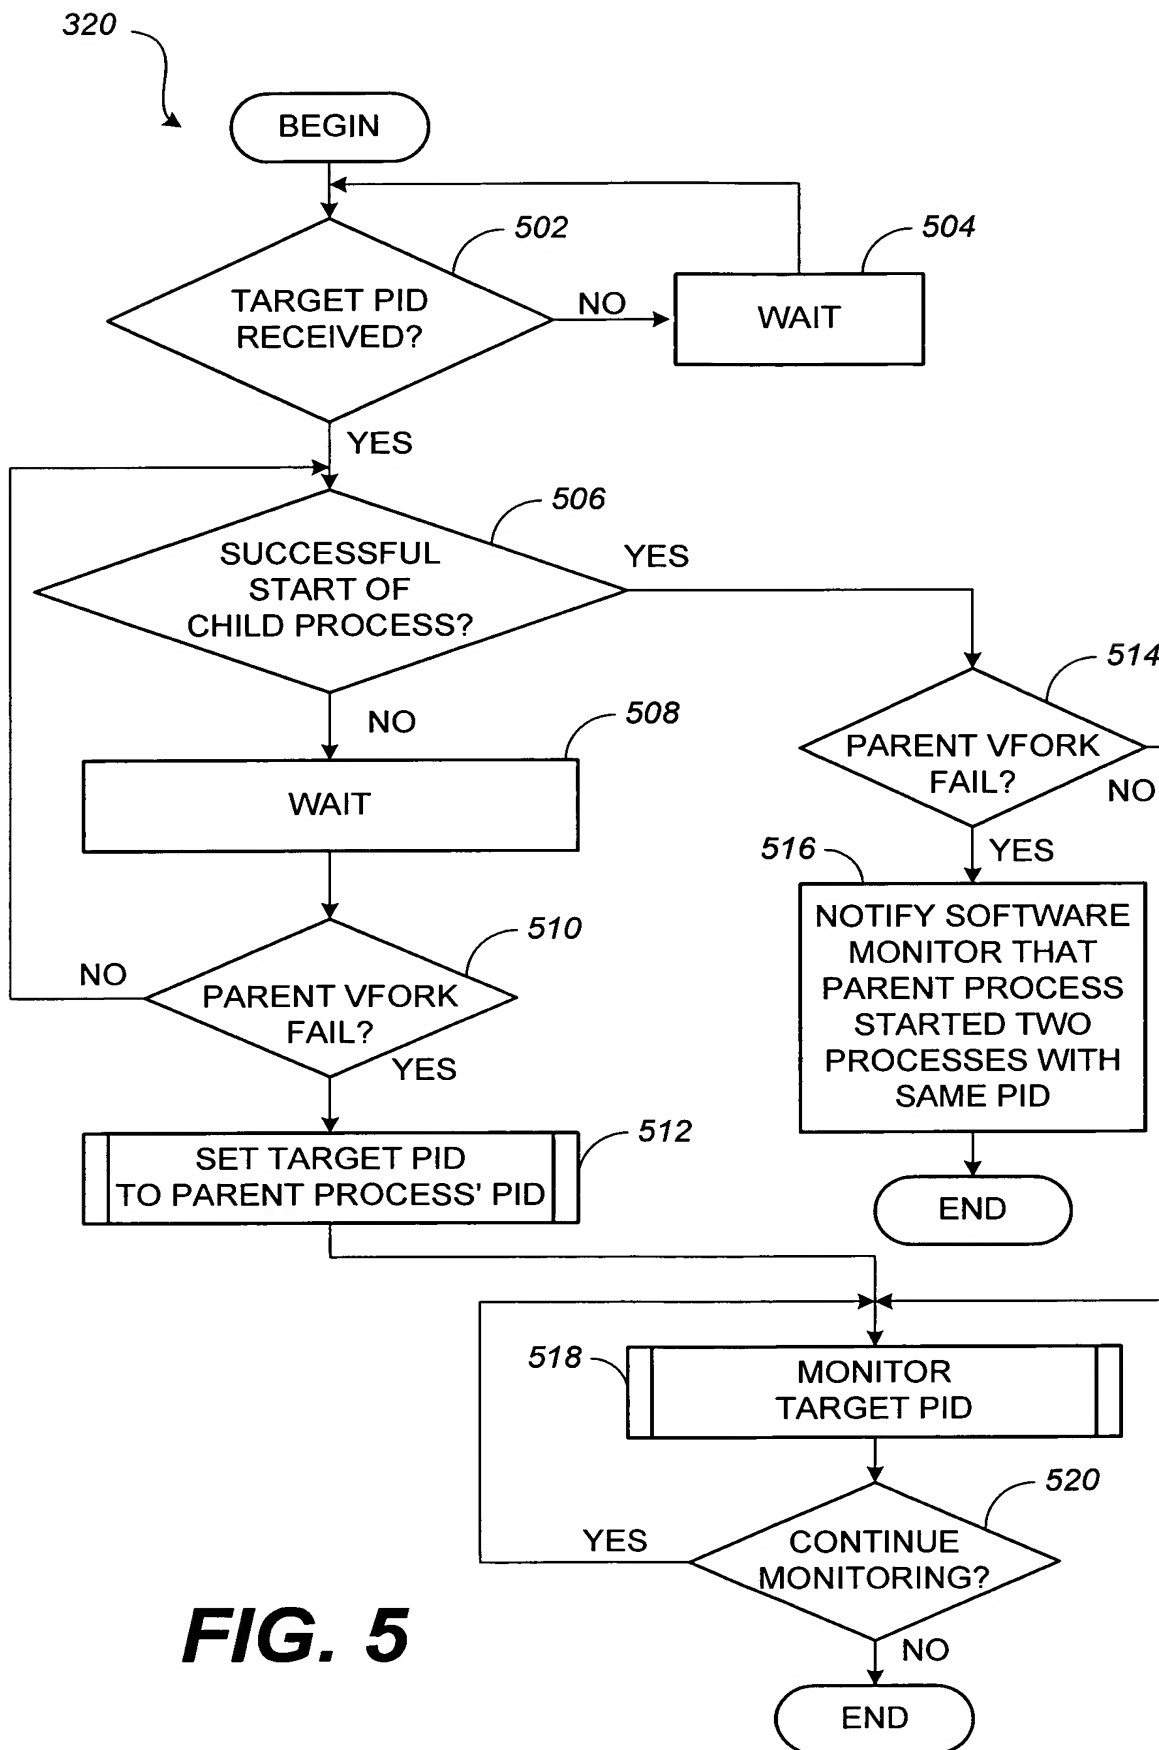 320
BEGIN
502
504
TARGET PID
RECEIVED?
NO
WAIT
YES
506
SUCCESSFUL
START OF
CHILD PROCESS?
YES
514
NO
508
PARENT VFORK
FAIL?
NO
WAIT
YES
516
510
NOTIFY SOFTWARE
MONITOR THAT
PARENT PROCESS
STARTED TWO
PROCESSES WITH
SAME PID
NO
PARENT VFORK
FAIL?
YES
512
SET TARGET PID
TO PARENT PROCESS' PID
END
518
MONITOR
TARGET PID
520
YES
CONTINUE
MONITORING?
FIG. 5
NO
END